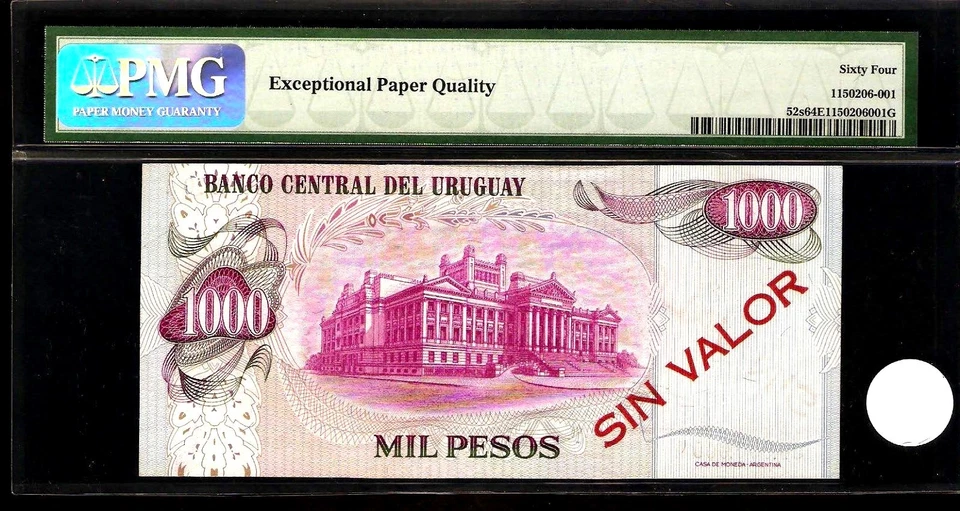 PMG
PAPER MONEY GUARANTY
Exceptional Paper Quality
Sixty Four
1150206-001
52s64E1150206001G
BANCO CENTRAL DEL URUGUAY
1000
1000
SIN VALOR
MIL PESOS
CASA DE MONEDA - ARGENTINA